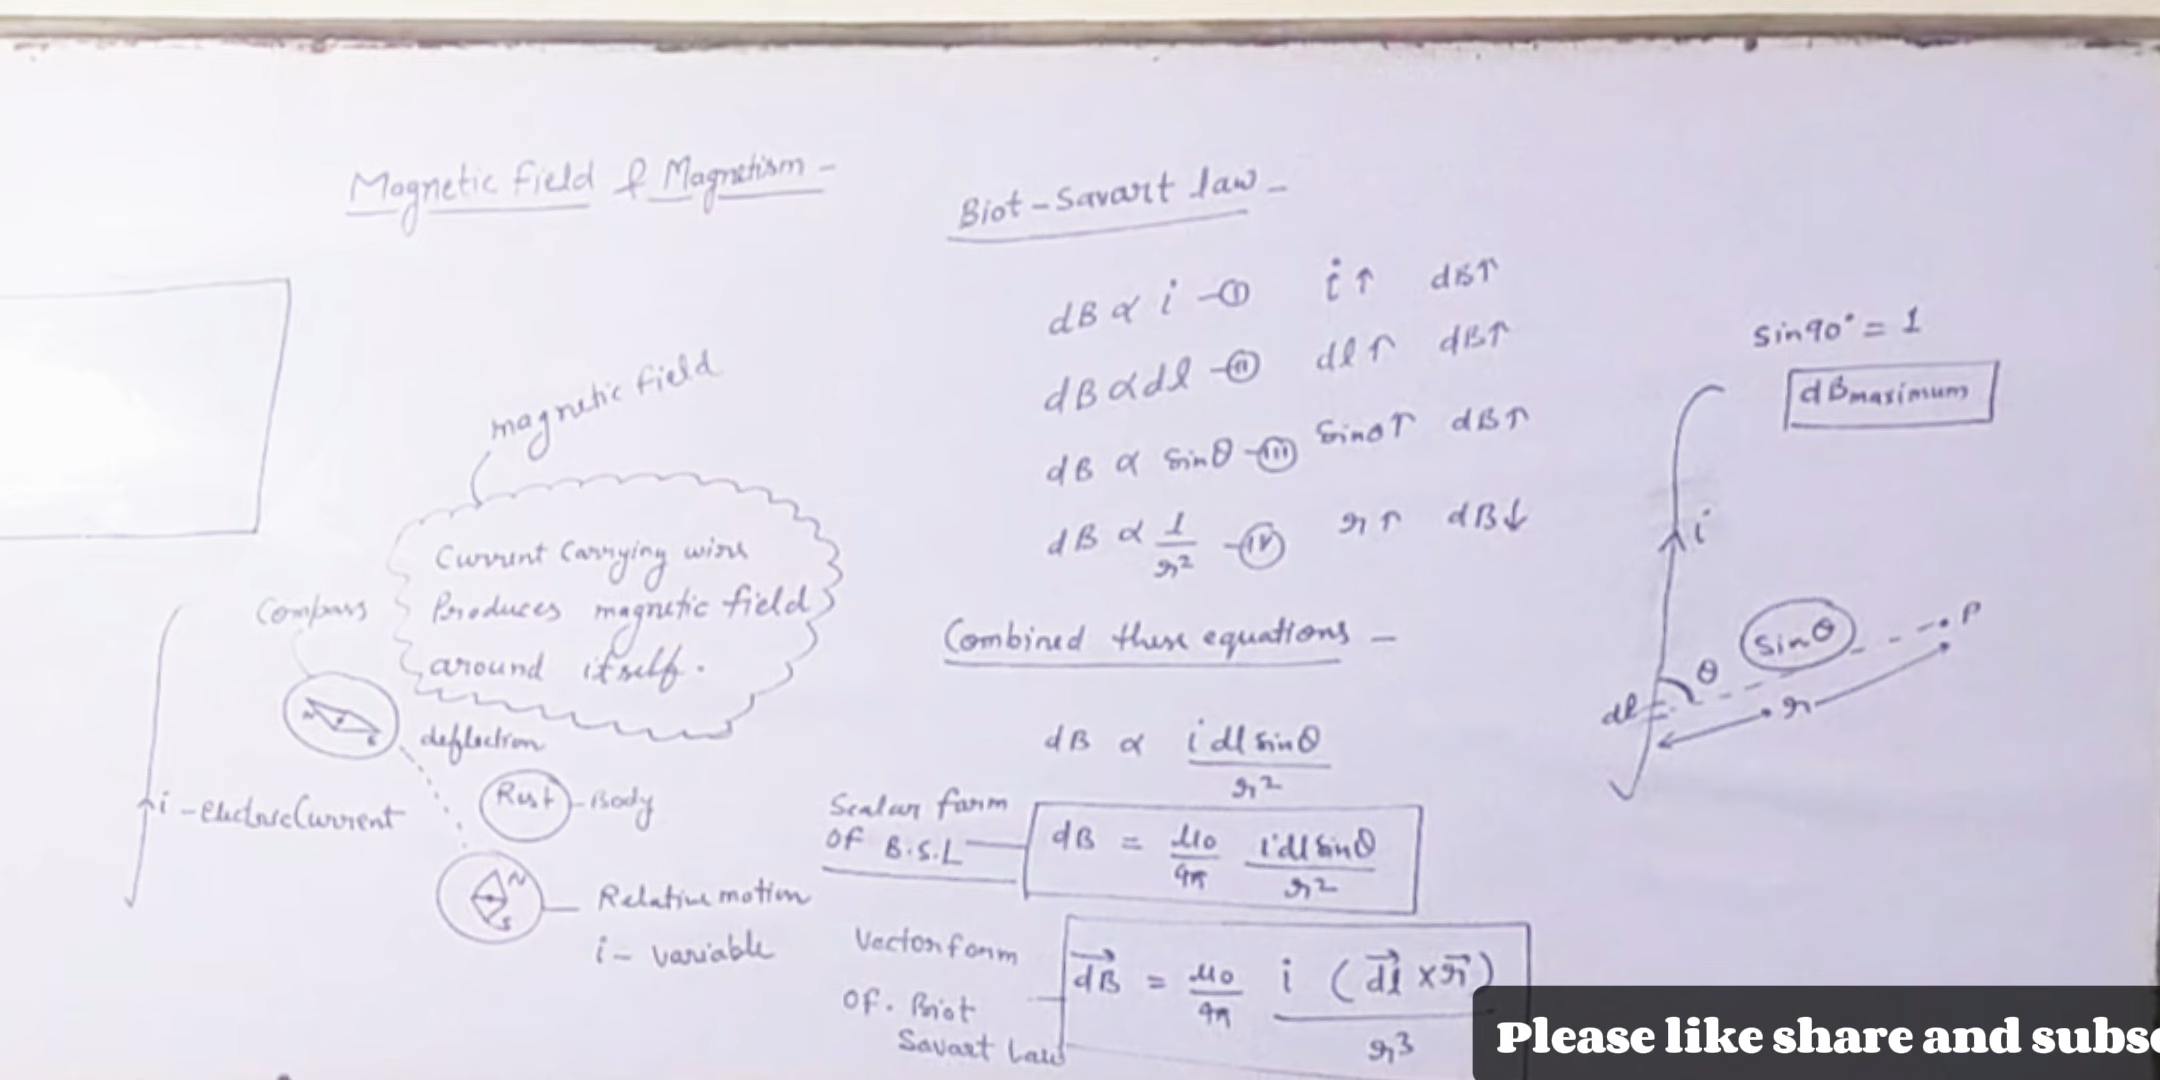 Magnetic field & Magnetism -
magnetic field
Current Carrying wire
Produces magnetic field
around itself.
Compass
N
S
deflection
i - Electric Current
Rest - Body
N
S
Relative motion
i - variable
Biot - Savart law -
dB ∝ i - (i) i↑ dB↑
dB ∝ dl - (ii) dl↑ dB↑
dB ∝ sinθ - (iii) sinθ↑ dB↑
dB ∝ 1/r² - (iv) r↑ dB↓
Combined these equations -
dB ∝ i dl sinθ / r²
Scalar form
OF B.S.L
dB = μ0/4π i dl sinθ / r²
Vector form
OF. Biot
Savart Law
dB⃗ = μ0/4π i (dl⃗ × r⃗) / r³
sin90° = 1
dBmaximum
i
sinθ
P
θ
dl
r
Please like share and subsc